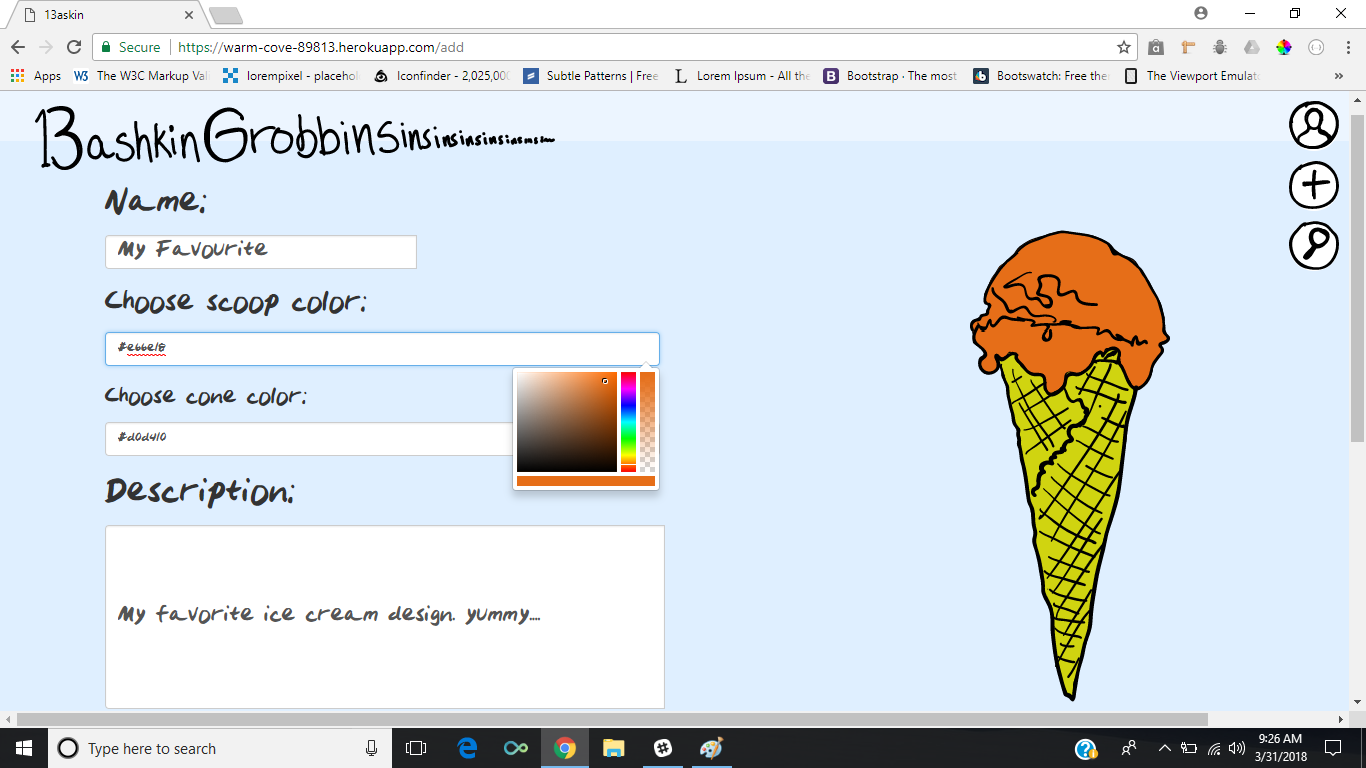 13askin
Secure https://warm-cove-89813.herokuapp.com/add
Apps The W3C Markup Val lorempixel - placehol Iconfinder - 2,025,000 Subtle Patterns | Free Lorem Ipsum - All the Bootstrap · The most Bootswatch: Free the The Viewport Emulato
BashkinGrobbinsinsinsinsinsins
Name:
My Favourite
Choose scoop color:
#e66e18
Choose cone color:
#d0d410
Description:
My favorite ice cream design. yummy....
Type here to search
9:26 AM
3/31/2018